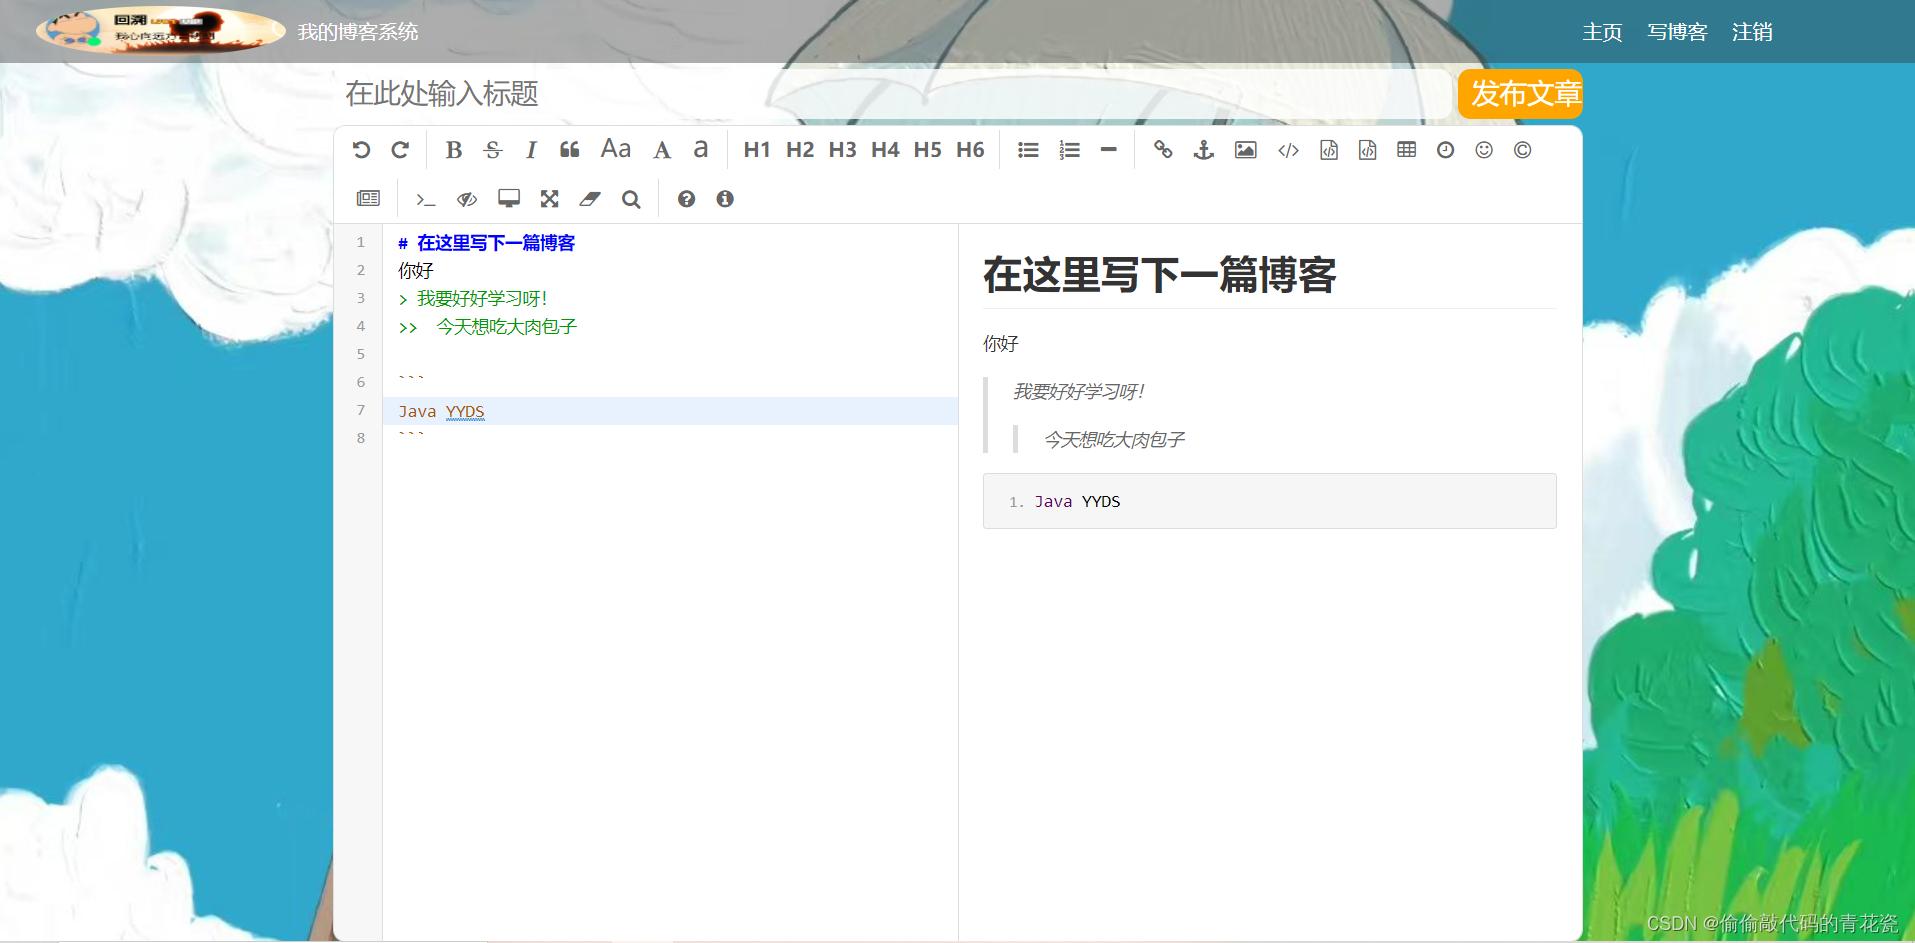 回溯
我的博客系统
主页 写博客 注销
在此处输入标题
发布文章
B S I Aa A a H1 H2 H3 H4 H5 H6
1 # 在这里写下一篇博客
2 你好
3 > 我要好好学习呀!
4 >> 今天想吃大肉包子
5
6 ```
7 Java YYDS
8 ```
在这里写下一篇博客
你好
我要好好学习呀!
今天想吃大肉包子
1. Java YYDS
CSDN @偷偷敲代码的青花瓷